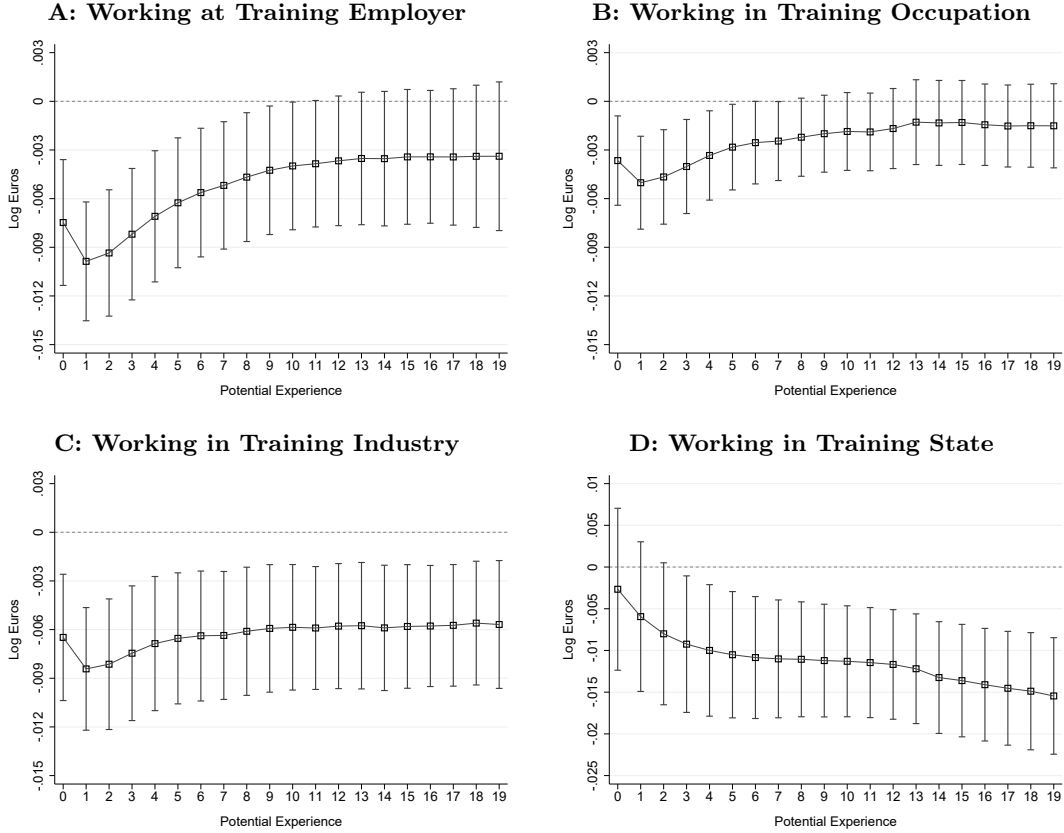 A: Working at Training Employer
.003
0
-.003
-.006
-.009
-.012
-.015
Log Euros
0 1 2 3 4 5 6 7 8 9 10 11 12 13 14 15 16 17 18 19
Potential Experience
B: Working in Training Occupation
.003
0
-.003
-.006
-.009
-.012
-.015
Log Euros
0 1 2 3 4 5 6 7 8 9 10 11 12 13 14 15 16 17 18 19
Potential Experience
C: Working in Training Industry
.003
0
-.003
-.006
-.009
-.012
-.015
Log Euros
0 1 2 3 4 5 6 7 8 9 10 11 12 13 14 15 16 17 18 19
Potential Experience
D: Working in Training State
.01
.005
0
-.005
-.01
-.015
-.02
-.025
Log Euros
0 1 2 3 4 5 6 7 8 9 10 11 12 13 14 15 16 17 18 19
Potential Experience